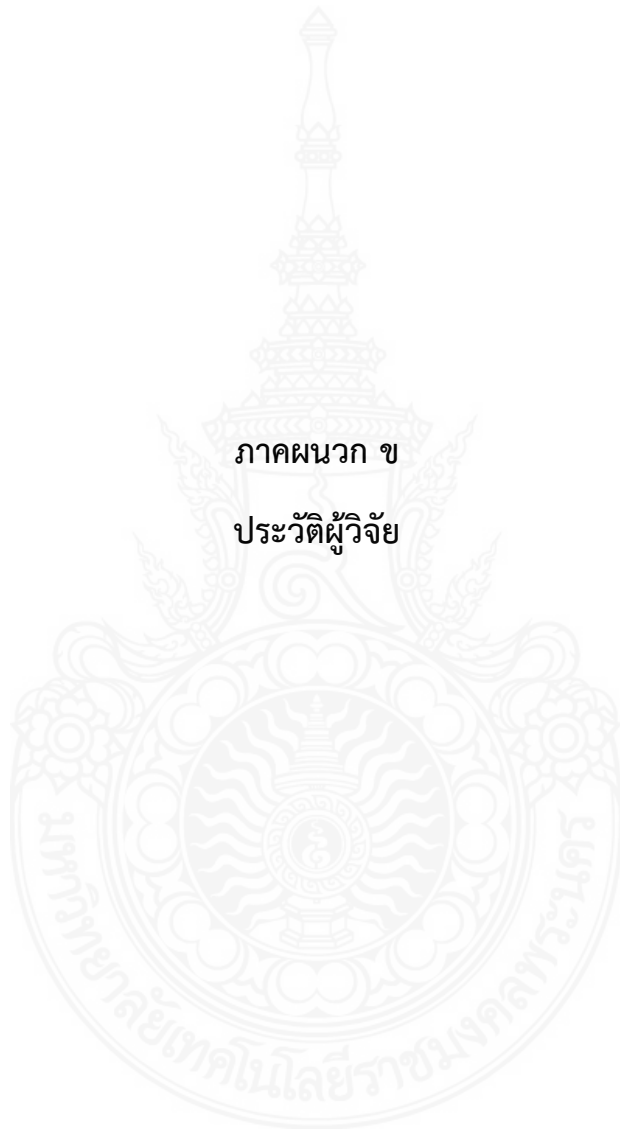 ภาคผนวก ข
ประวัติผู้วิจัย
มหาวิทยาลัยเทคโนโลยีราชมงคลพระนคร